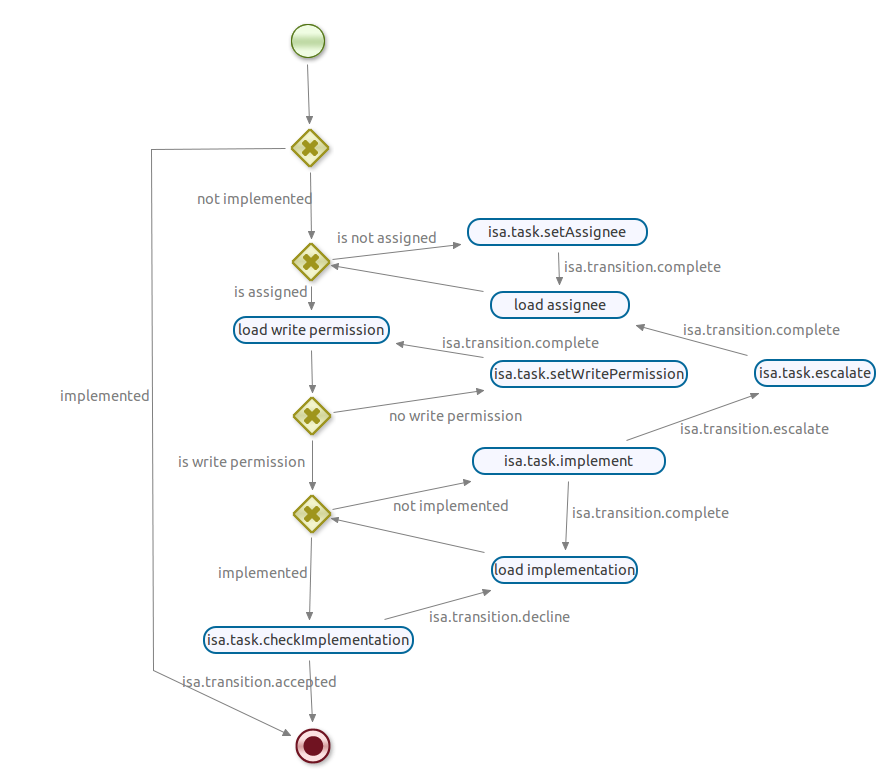 not implemented
isa.task.setAssignee
is not assigned
isa.transition.complete
is assigned
load assignee
load write permission
isa.transition.complete
isa.transition.complete
isa.task.setWritePermission
isa.task.escalate
implemented
no write permission
isa.transition.escalate
is write permission
isa.task.implement
not implemented
isa.transition.complete
implemented
load implementation
isa.transition.decline
isa.task.checkImplementation
isa.transition.accepted